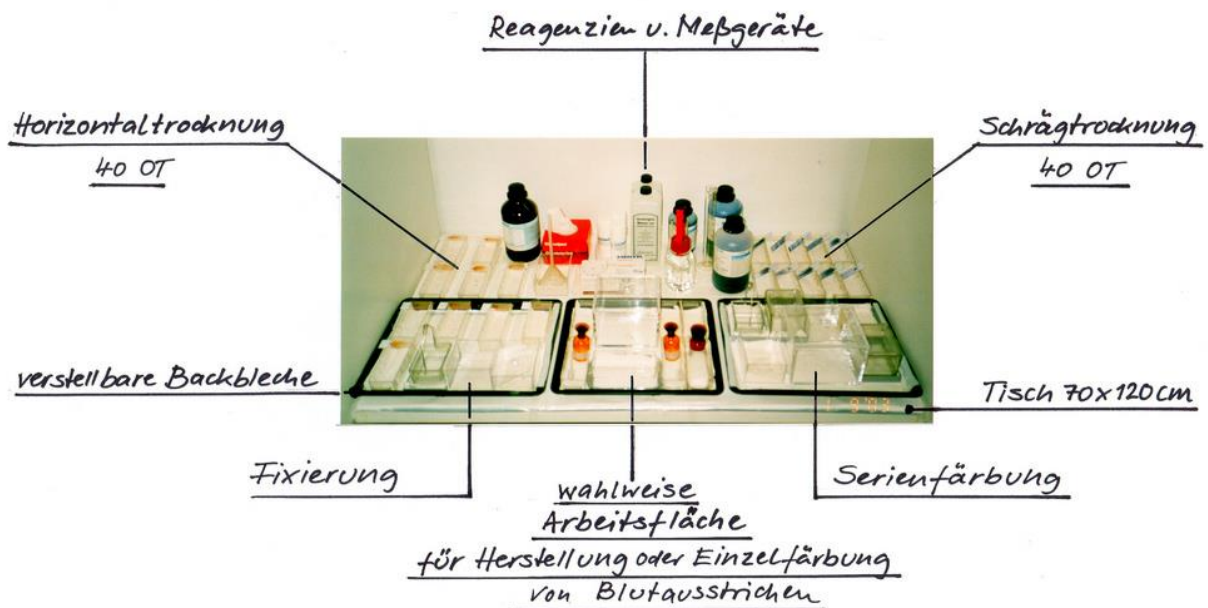 Reagenzien u. Meßgeräte
Horizontaltrocknung
40 OT
Schrägtrocknung
40 OT
verstellbare Backbleche
Tisch 70x120cm
Fixierung
wahlweise
Arbeitsfläche
für Herstellung oder Einzelfärbung
von Blutausstrichen
Serienfärbung